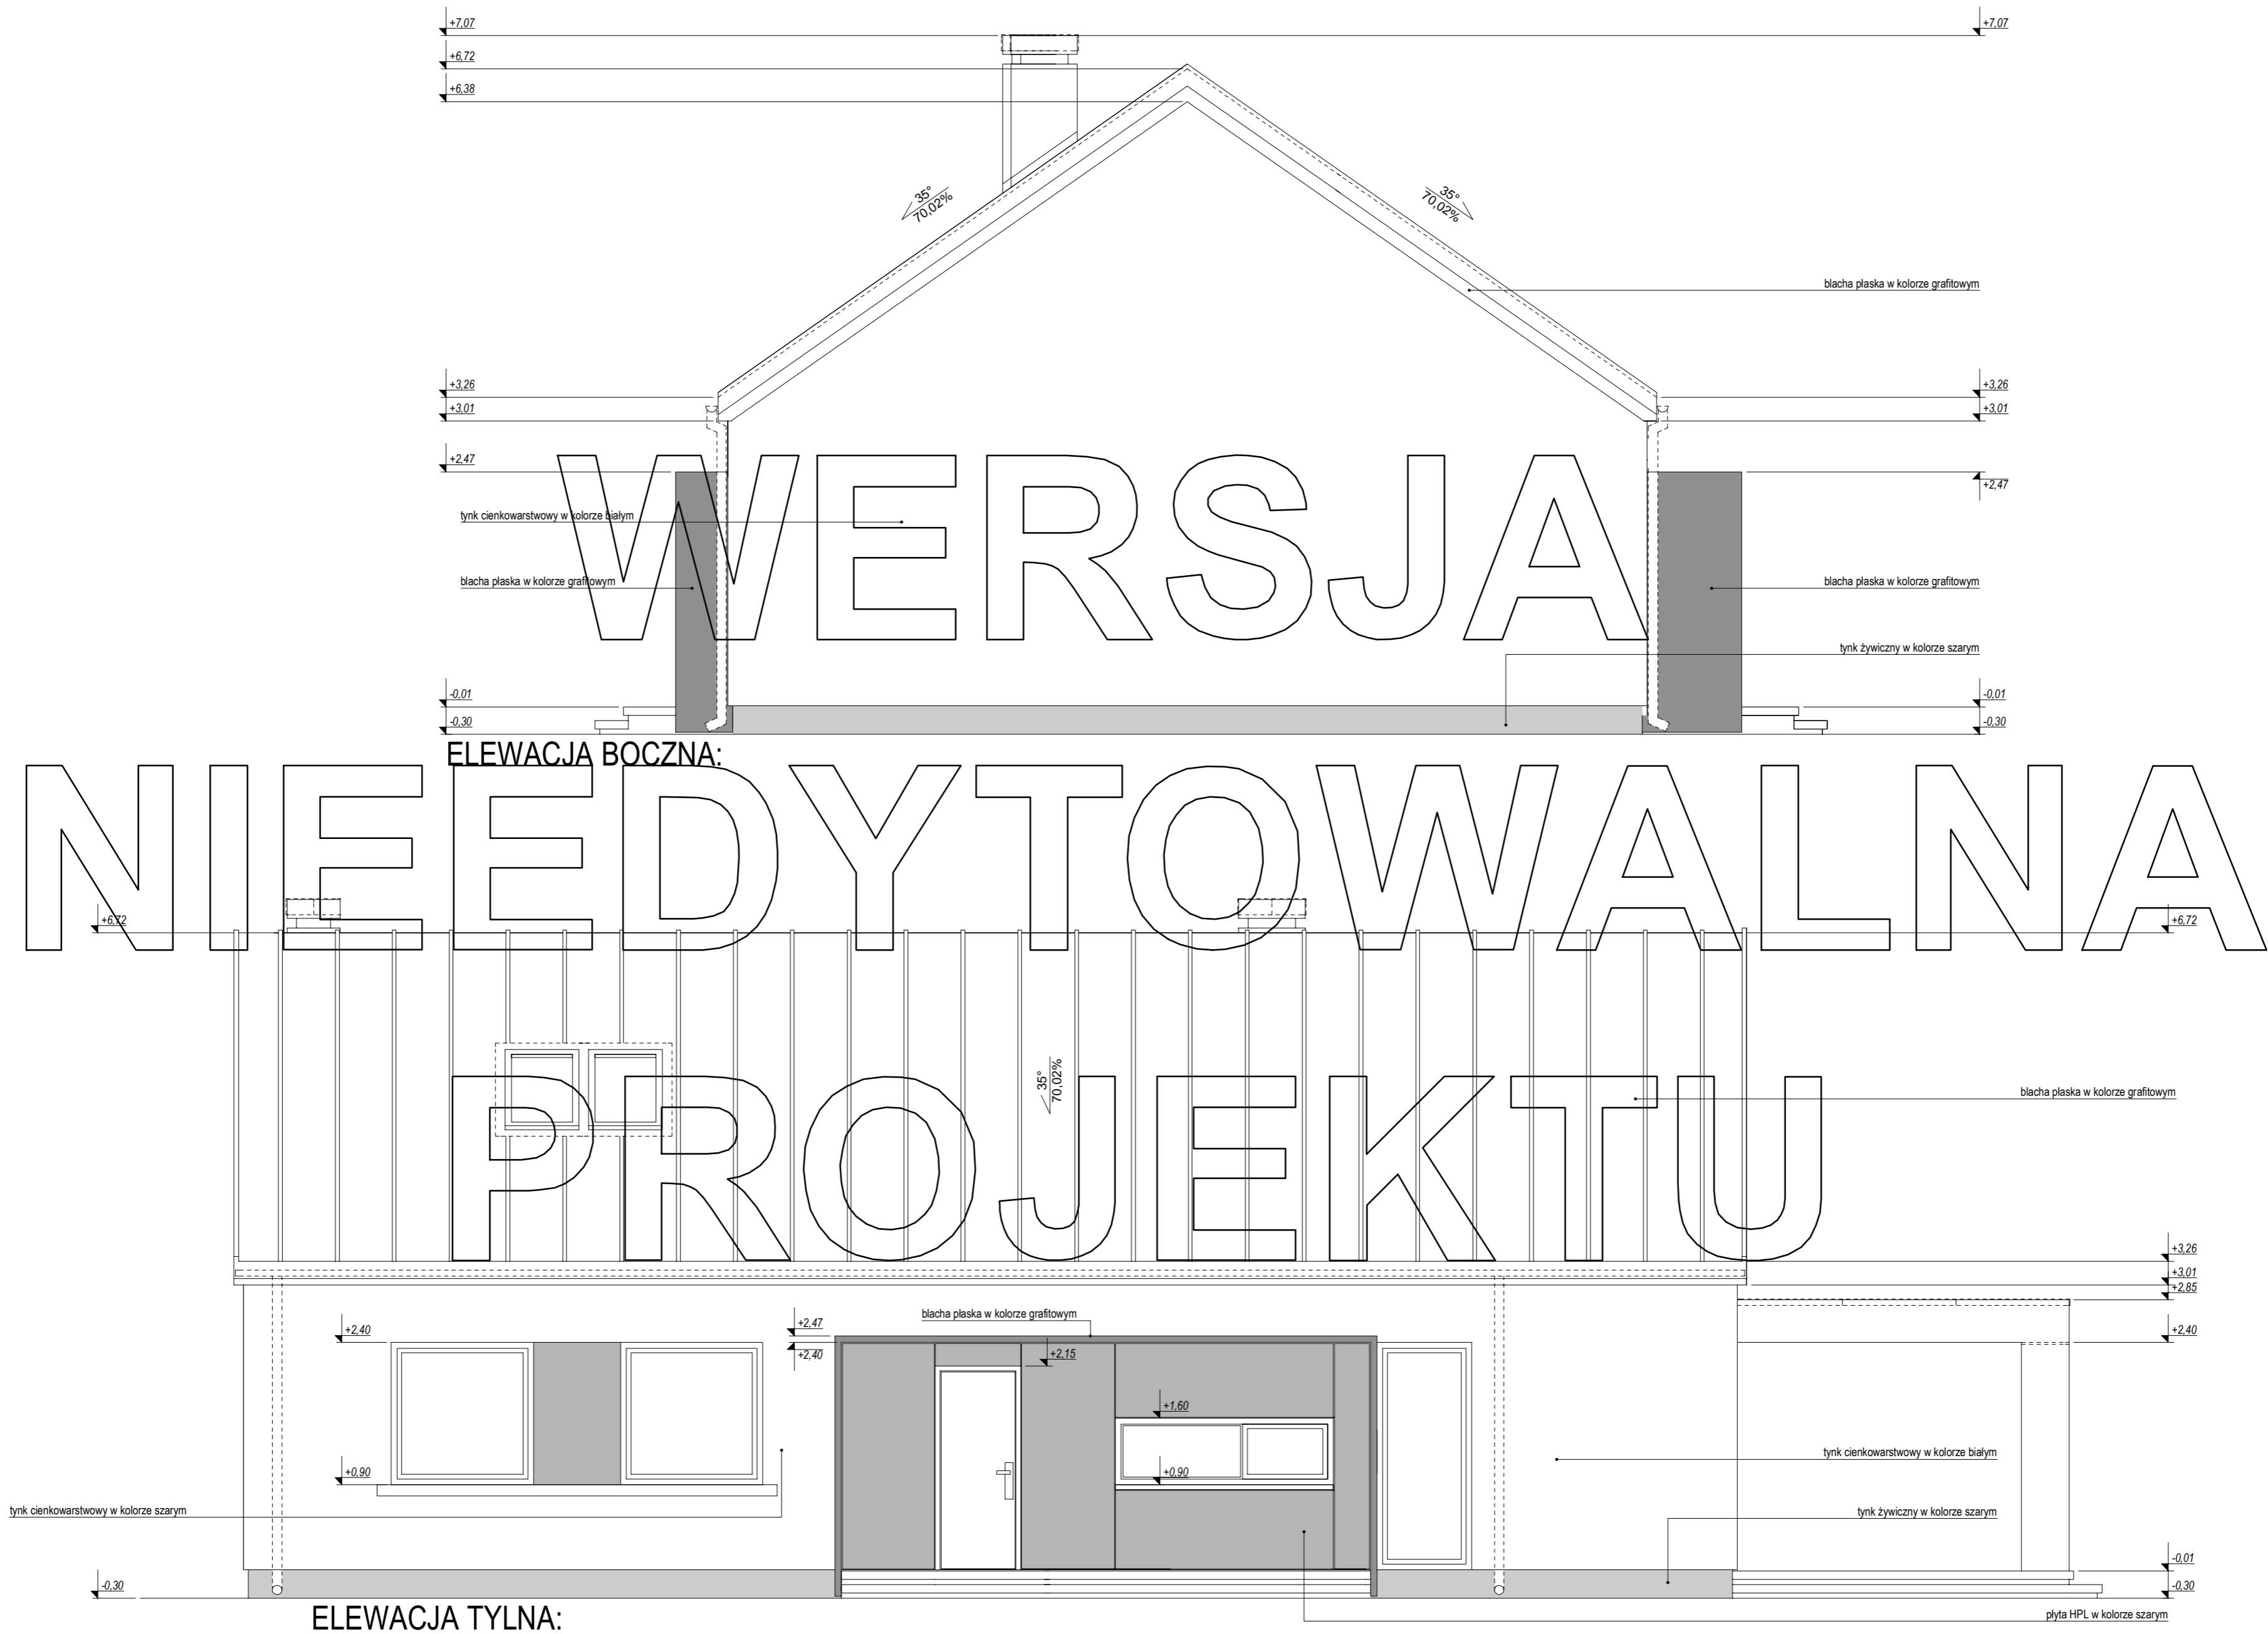 +7,07
+7,07
+6,72
+6,38
35°
70,02%
35°
70,02%
blacha płaska w kolorze grafitowym
+3,26
+3,26
+3,01
+3,01
+2,47
+2,47
WERSJA
tynk cienkowarstwowy w kolorze białym
blacha płaska w kolorze grafitowym
blacha płaska w kolorze grafitowym
tynk żywiczny w kolorze szarym
-0,01
-0,01
-0,30
-0,30
ELEWACJA BOCZNA:
NIEEDYTOWALNA
+6,72
+6,72
35°
70,02%
PROJEKTU
blacha płaska w kolorze grafitowym
+3,26
+3,01
+2,85
blacha płaska w kolorze grafitowym
+2,40
+2,47
+2,40
+2,40
+2,15
+1,60
+0,90
+0,90
tynk cienkowarstwowy w kolorze białym
tynk cienkowarstwowy w kolorze szarym
tynk żywiczny w kolorze szarym
-0,01
-0,30
-0,30
ELEWACJA TYLNA:
płyta HPL w kolorze szarym